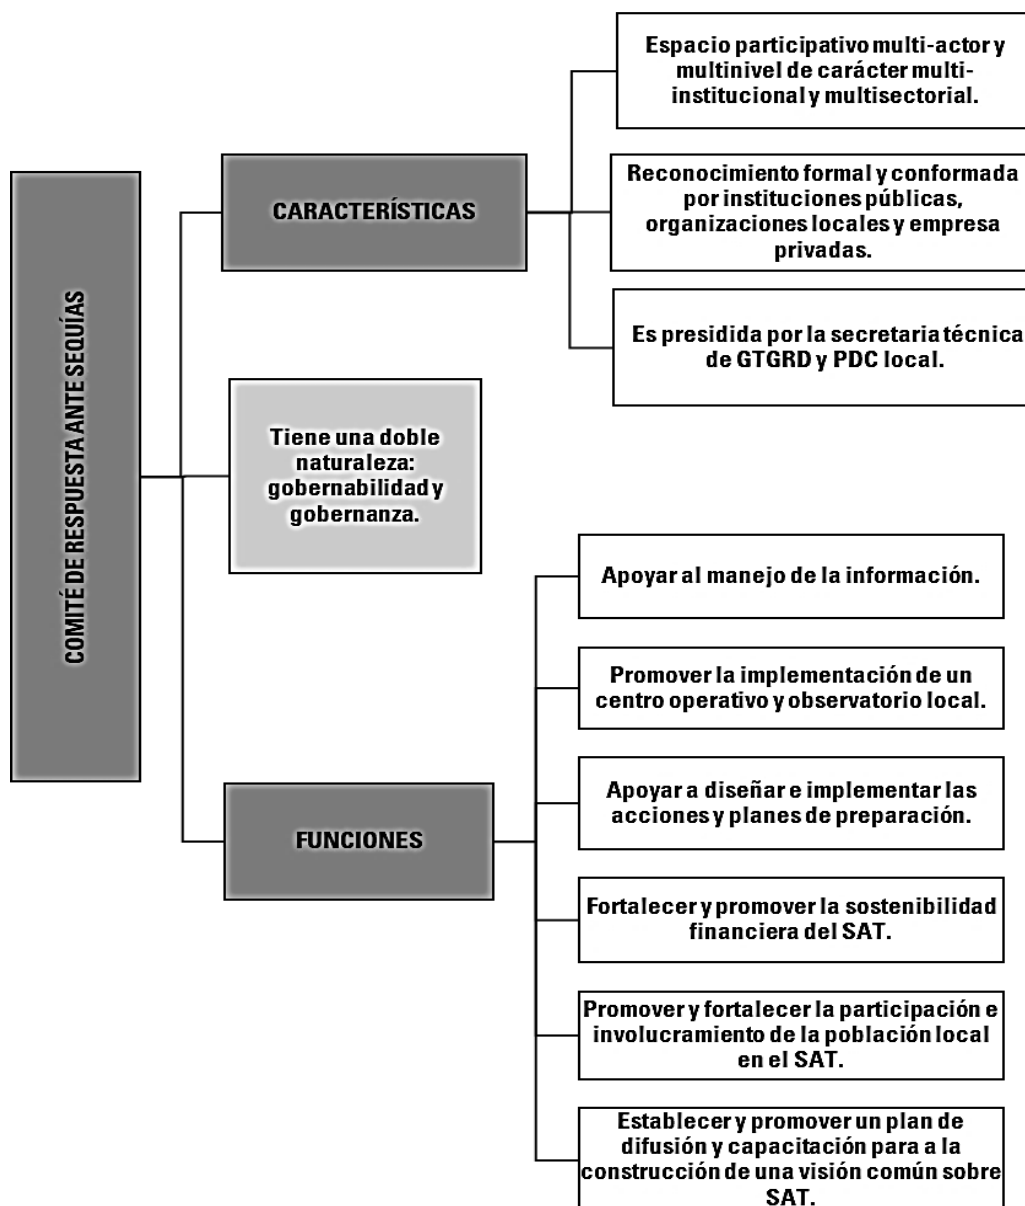 COMITÉ DE RESPUESTA ANTE SEQUÍAS
CARACTERÍSTICAS
Espacio participativo multi-actor y
multinivel de carácter multi-
institucional y multisectorial.
Reconocimiento formal y conformada
por instituciones públicas,
organizaciones locales y empresa
privadas.
Es presidida por la secretaria técnica
de GTGRD y PDC local.
Tiene una doble
naturaleza:
gobernabilidad y
gobernanza.
FUNCIONES
Apoyar al manejo de la información.
Promover la implementación de un
centro operativo y observatorio local.
Apoyar a diseñar e implementar las
acciones y planes de preparación.
Fortalecer y promover la sostenibilidad
financiera del SAT.
Promover y fortalecer la participación e
involucramiento de la población local
en el SAT.
Establecer y promover un plan de
difusión y capacitación para a la
construcción de una visión común sobre
SAT.